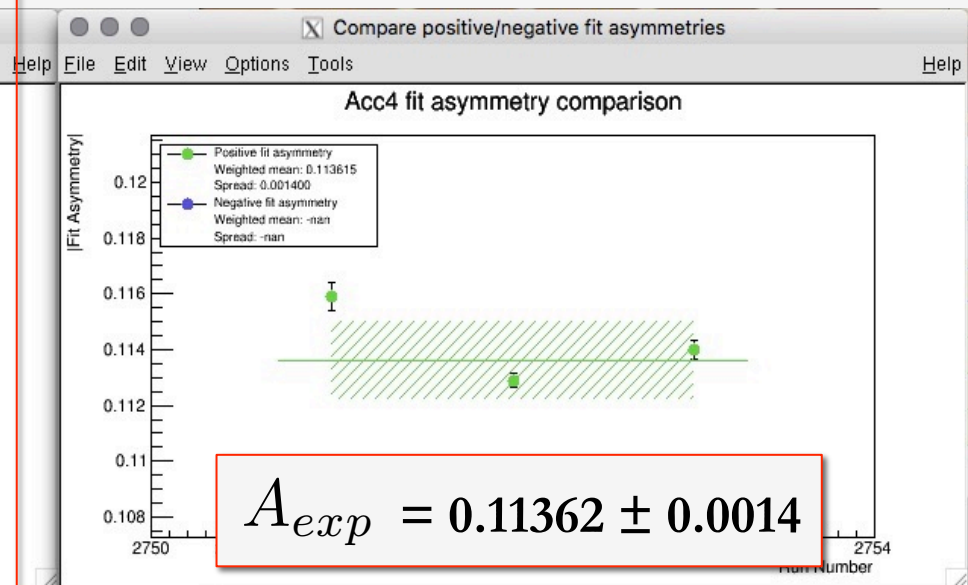 Compare positive/negative fit asymmetries
Help File Edit View Options Tools Help
Acc4 fit asymmetry comparison
|Fit Asymmetry|
Positive fit asymmetry
Weighted mean: 0.113615
Spread: 0.001400
Negative fit asymmetry
Weighted mean: -nan
Spread: -nan
0.12
0.118
0.116
0.114
0.112
0.11
0.108
A_exp = 0.11362 ± 0.0014
2750 2754
Run Number